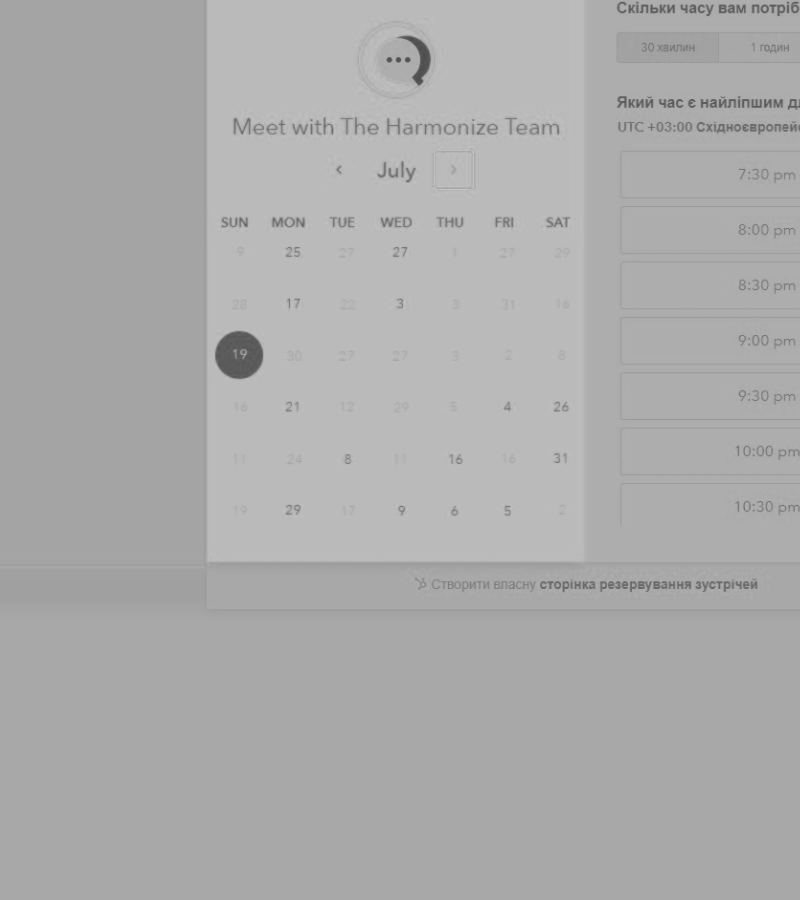 Meet with The Harmonize Team
July
SUN MON TUE WED THU FRI SAT
9 25 27 27 1 27 29
28 17 22 3 3 31 16
19 30 27 27 3 2 8
16 21 12 29 5 4 26
11 24 8 11 16 16 31
19 29 17 9 6 5 2
Скільки часу вам потріб
30 хвилин 1 годин
Який час є найліпшим д
UTC +03:00 Східноєвропей
7:30 pm
8:00 pm
8:30 pm
9:00 pm
9:30 pm
10:00 pm
10:30 pm
Створити власну сторінка резервування зустрічей